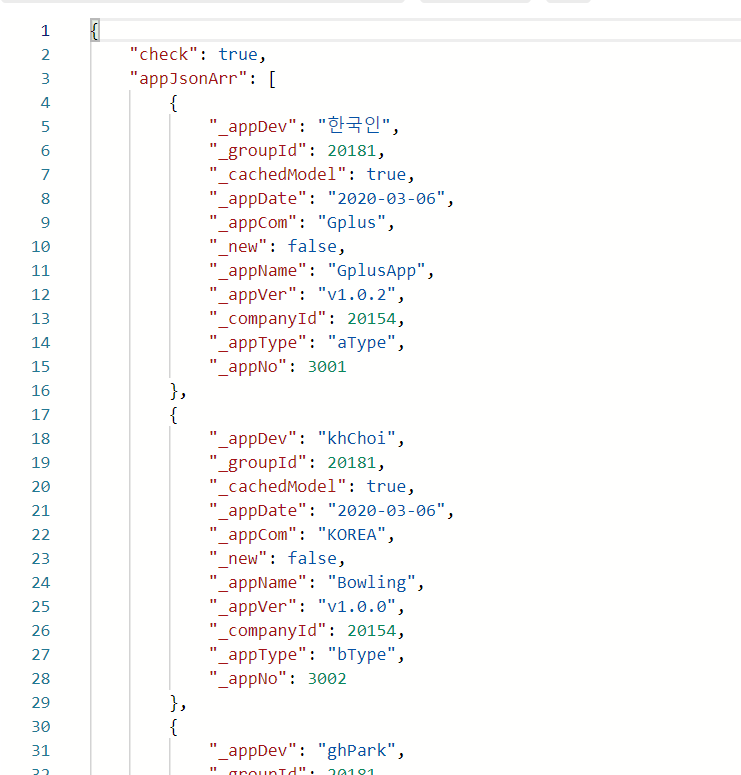 1 {
2 "check": true,
3 "appJsonArr": [
4 {
5 "_appDev": "한국인",
6 "_groupId": 20181,
7 "_cachedModel": true,
8 "_appDate": "2020-03-06",
9 "_appCom": "Gplus",
10 "_new": false,
11 "_appName": "GplusApp",
12 "_appVer": "v1.0.2",
13 "_companyId": 20154,
14 "_appType": "aType",
15 "_appNo": 3001
16 },
17 {
18 "_appDev": "khChoi",
19 "_groupId": 20181,
20 "_cachedModel": true,
21 "_appDate": "2020-03-06",
22 "_appCom": "KOREA",
23 "_new": false,
24 "_appName": "Bowling",
25 "_appVer": "v1.0.0",
26 "_companyId": 20154,
27 "_appType": "bType",
28 "_appNo": 3002
29 },
30 {
31 "_appDev": "ghPark",
32 "_groupId": 20181